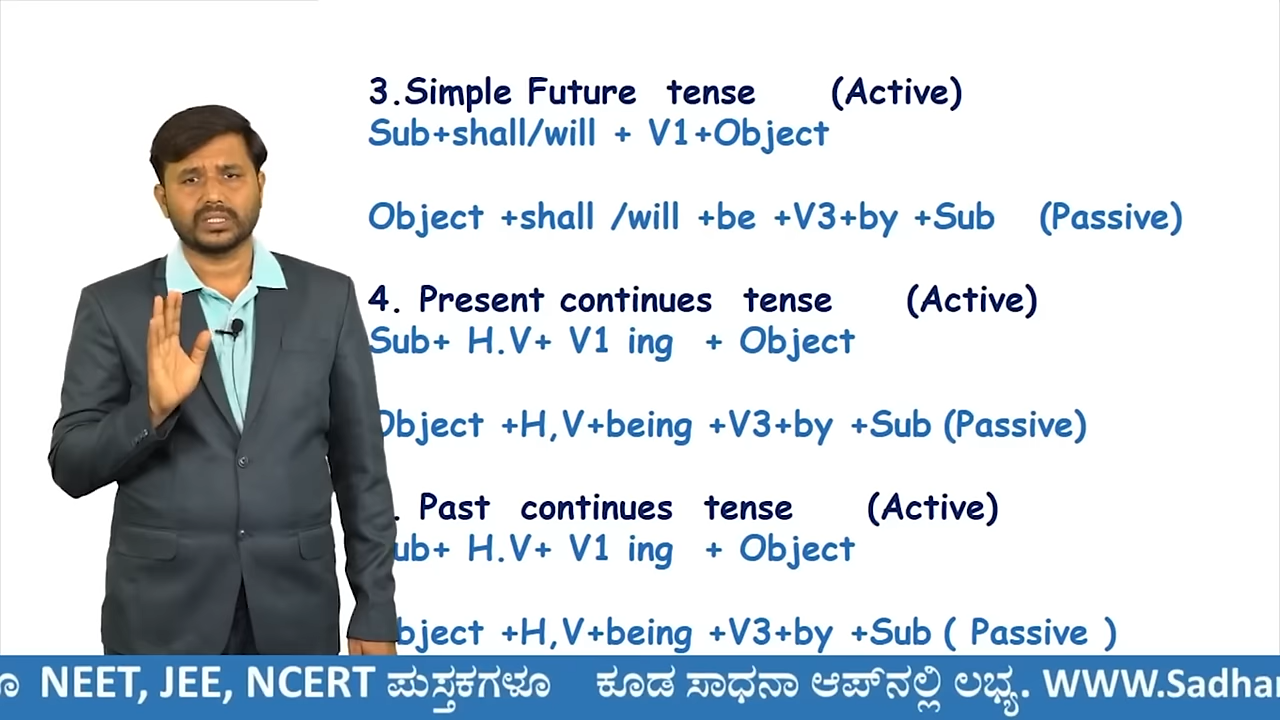 3.Simple Future tense (Active)
Sub+shall/will + V1+Object
Object +shall /will +be +V3+by +Sub (Passive)
4. Present continues tense (Active)
Sub+ H.V+ V1 ing + Object
Object +H,V+being +V3+by +Sub (Passive)
. Past continues tense (Active)
ub+ H.V+ V1 ing + Object
bject +H,V+being +V3+by +Sub ( Passive )
NEET, JEE, NCERT ಪುಸ್ತಕಗಳೂ ಕೂಡ ಸಾಧನಾ ಆಪ್‌ನಲ್ಲಿ ಲಭ್ಯ. WWW.Sadhan